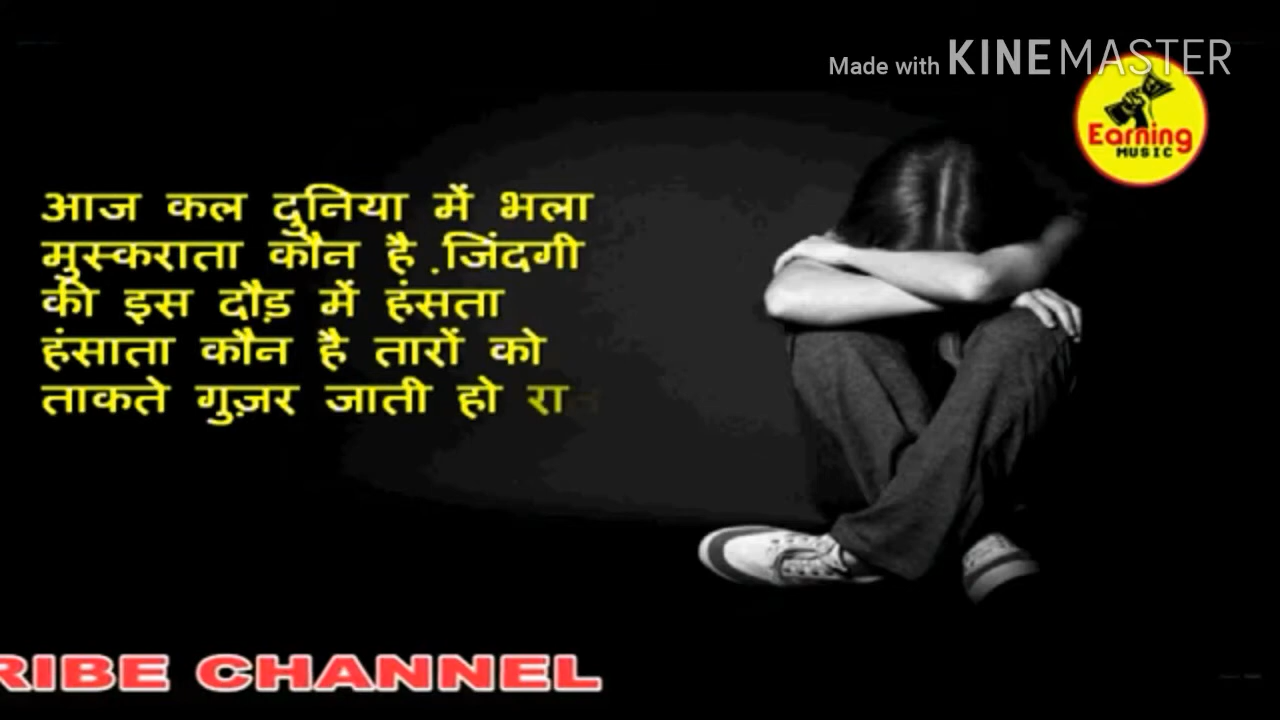 Made with KINEMASTER
Earning
MUSIC
आज कल दुनिया में भला
मुस्कराता कौन है .जिंदगी
की इस दौड़ में हंसता
हंसाता कौन है तारों को
ताकते गुज़र जाती हो रा
RIBE CHANNEL